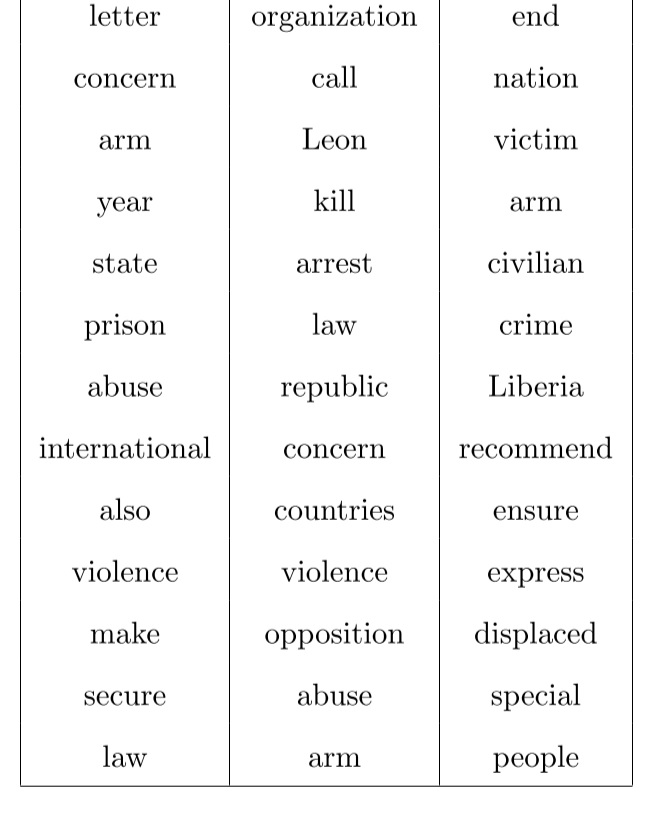 letter organization end
concern call nation
arm Leon victim
year kill arm
state arrest civilian
prison law crime
abuse republic Liberia
international concern recommend
also countries ensure
violence violence express
make opposition displaced
secure abuse special
law arm people